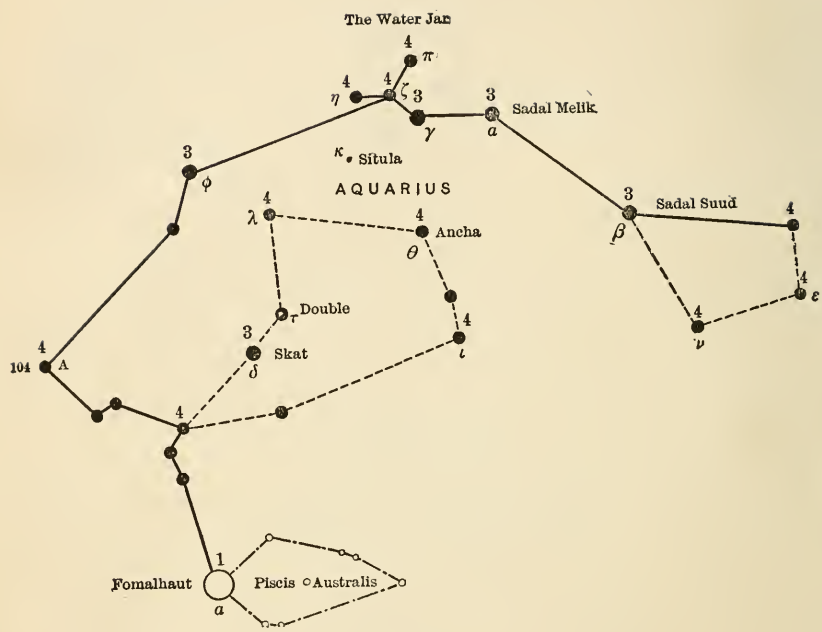 The Water Jar
4
π
4
4
ζ
η
3
γ
3
Sadal Melik
α
3
φ
κ Situla
AQUARIUS
4
λ
4
Ancha
θ
3
Sadal Suud
β
4
4
ε
4
ν
τ Double
3
Skat
δ
4
ι
4
104 A
4
1
Fomalhaut
α
Piscis Australis